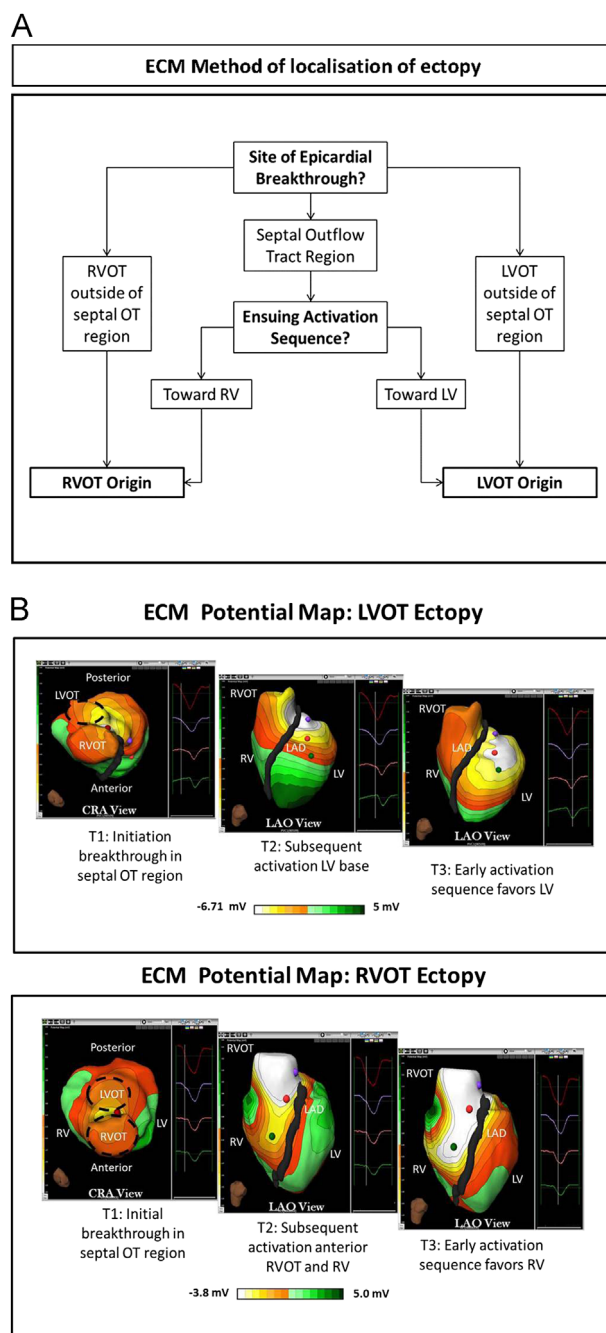 A
ECM Method of localisation of ectopy
Site of Epicardial
Breakthrough?
RVOT
outside of
septal OT
region
Septal Outflow
Tract Region
LVOT
outside of
septal OT
region
Ensuing Activation
Sequence?
Toward RV
Toward LV
RVOT Origin
LVOT Origin
B
ECM Potential Map: LVOT Ectopy
Posterior
LVOT
RVOT
Anterior
CRA View
T1: Initiation
breakthrough in
septal OT region
RVOT
LAD
RV
LV
LAO View
T2: Subsequent
activation LV base
RVOT
LAD
RV
LV
LAO View
T3: Early activation
sequence favors LV
-6.71 mV 5 mV
ECM Potential Map: RVOT Ectopy
Posterior
LVOT
RV LV
RVOT
Anterior
CRA View
T1: Initial
breakthrough in
septal OT region
RVOT
LAD
RV
LV
LAO View
T2: Subsequent
activation anterior
RVOT and RV
RVOT
LAD
RV
LV
LAO View
T3: Early activation
sequence favors RV
-3.8 mV 5.0 mV